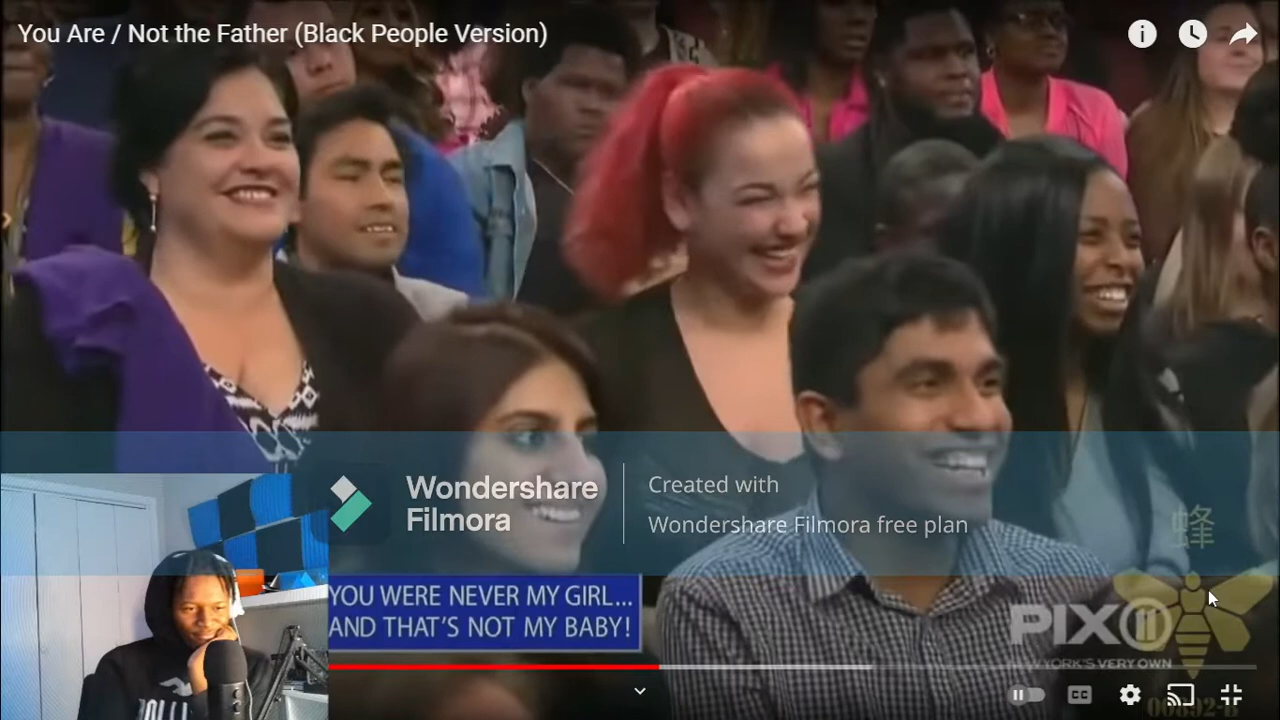 You Are / Not the Father (Black People Version)
Wondershare
Filmora
Created with
Wondershare Filmora free plan
蜂
YOU WERE NEVER MY GIRL...
AND THAT'S NOT MY BABY!
PIX11
YORK'S VERY OWN
CC